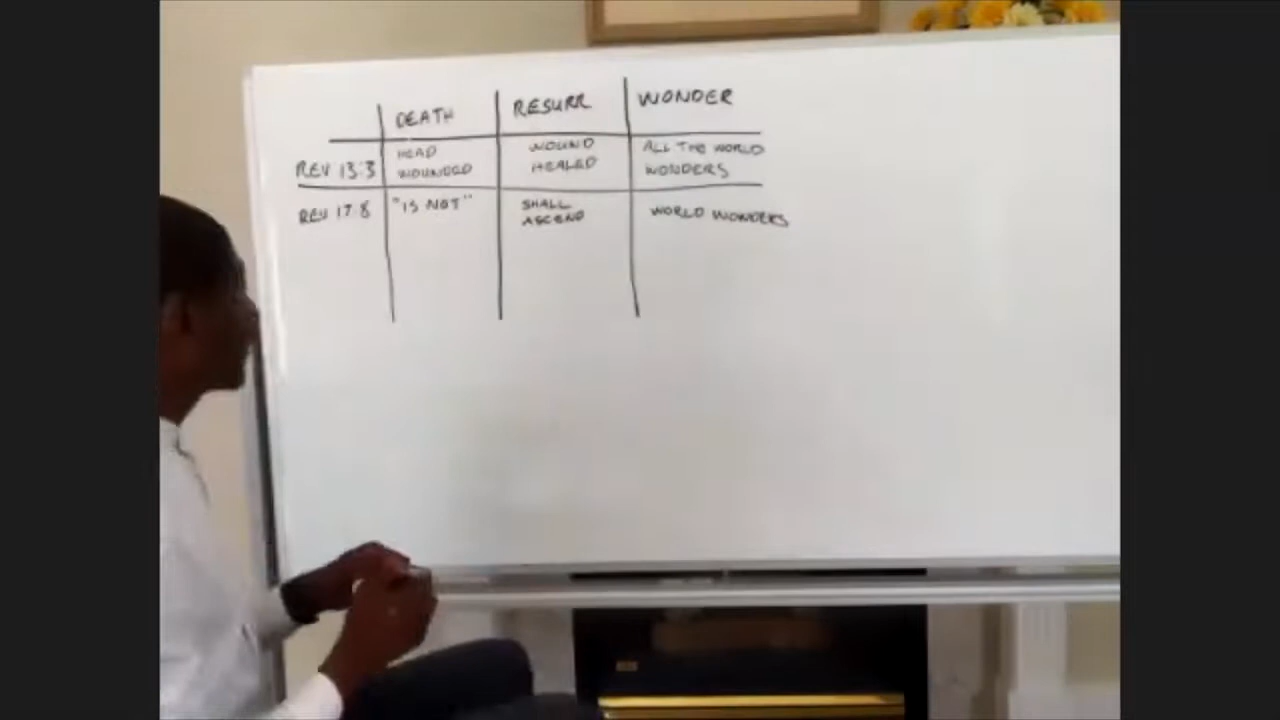 DEATH RESURR WONDER
REV 13:3 HEAD WOUNDED WOUND HEALED ALL THE WORLD WONDERS
REV 17:8 "IS NOT" SHALL ASCEND WORLD WONDERS